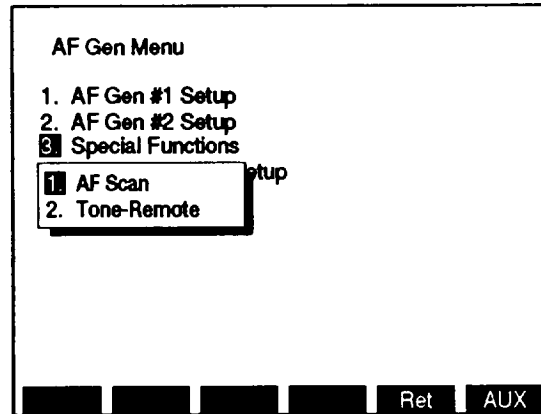 AF Gen Menu
1. AF Gen #1 Setup
2. AF Gen #2 Setup
3. Special Functions
1. AF Scan
2. Tone-Remote
Ret AUX